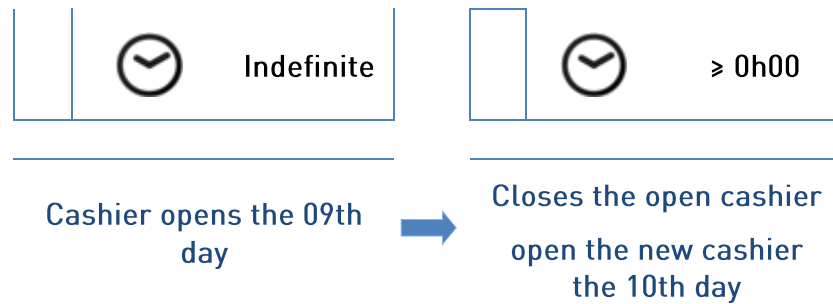 Indefinite
≥ 0h00
Cashier opens the 09th
day
Closes the open cashier
open the new cashier
the 10th day